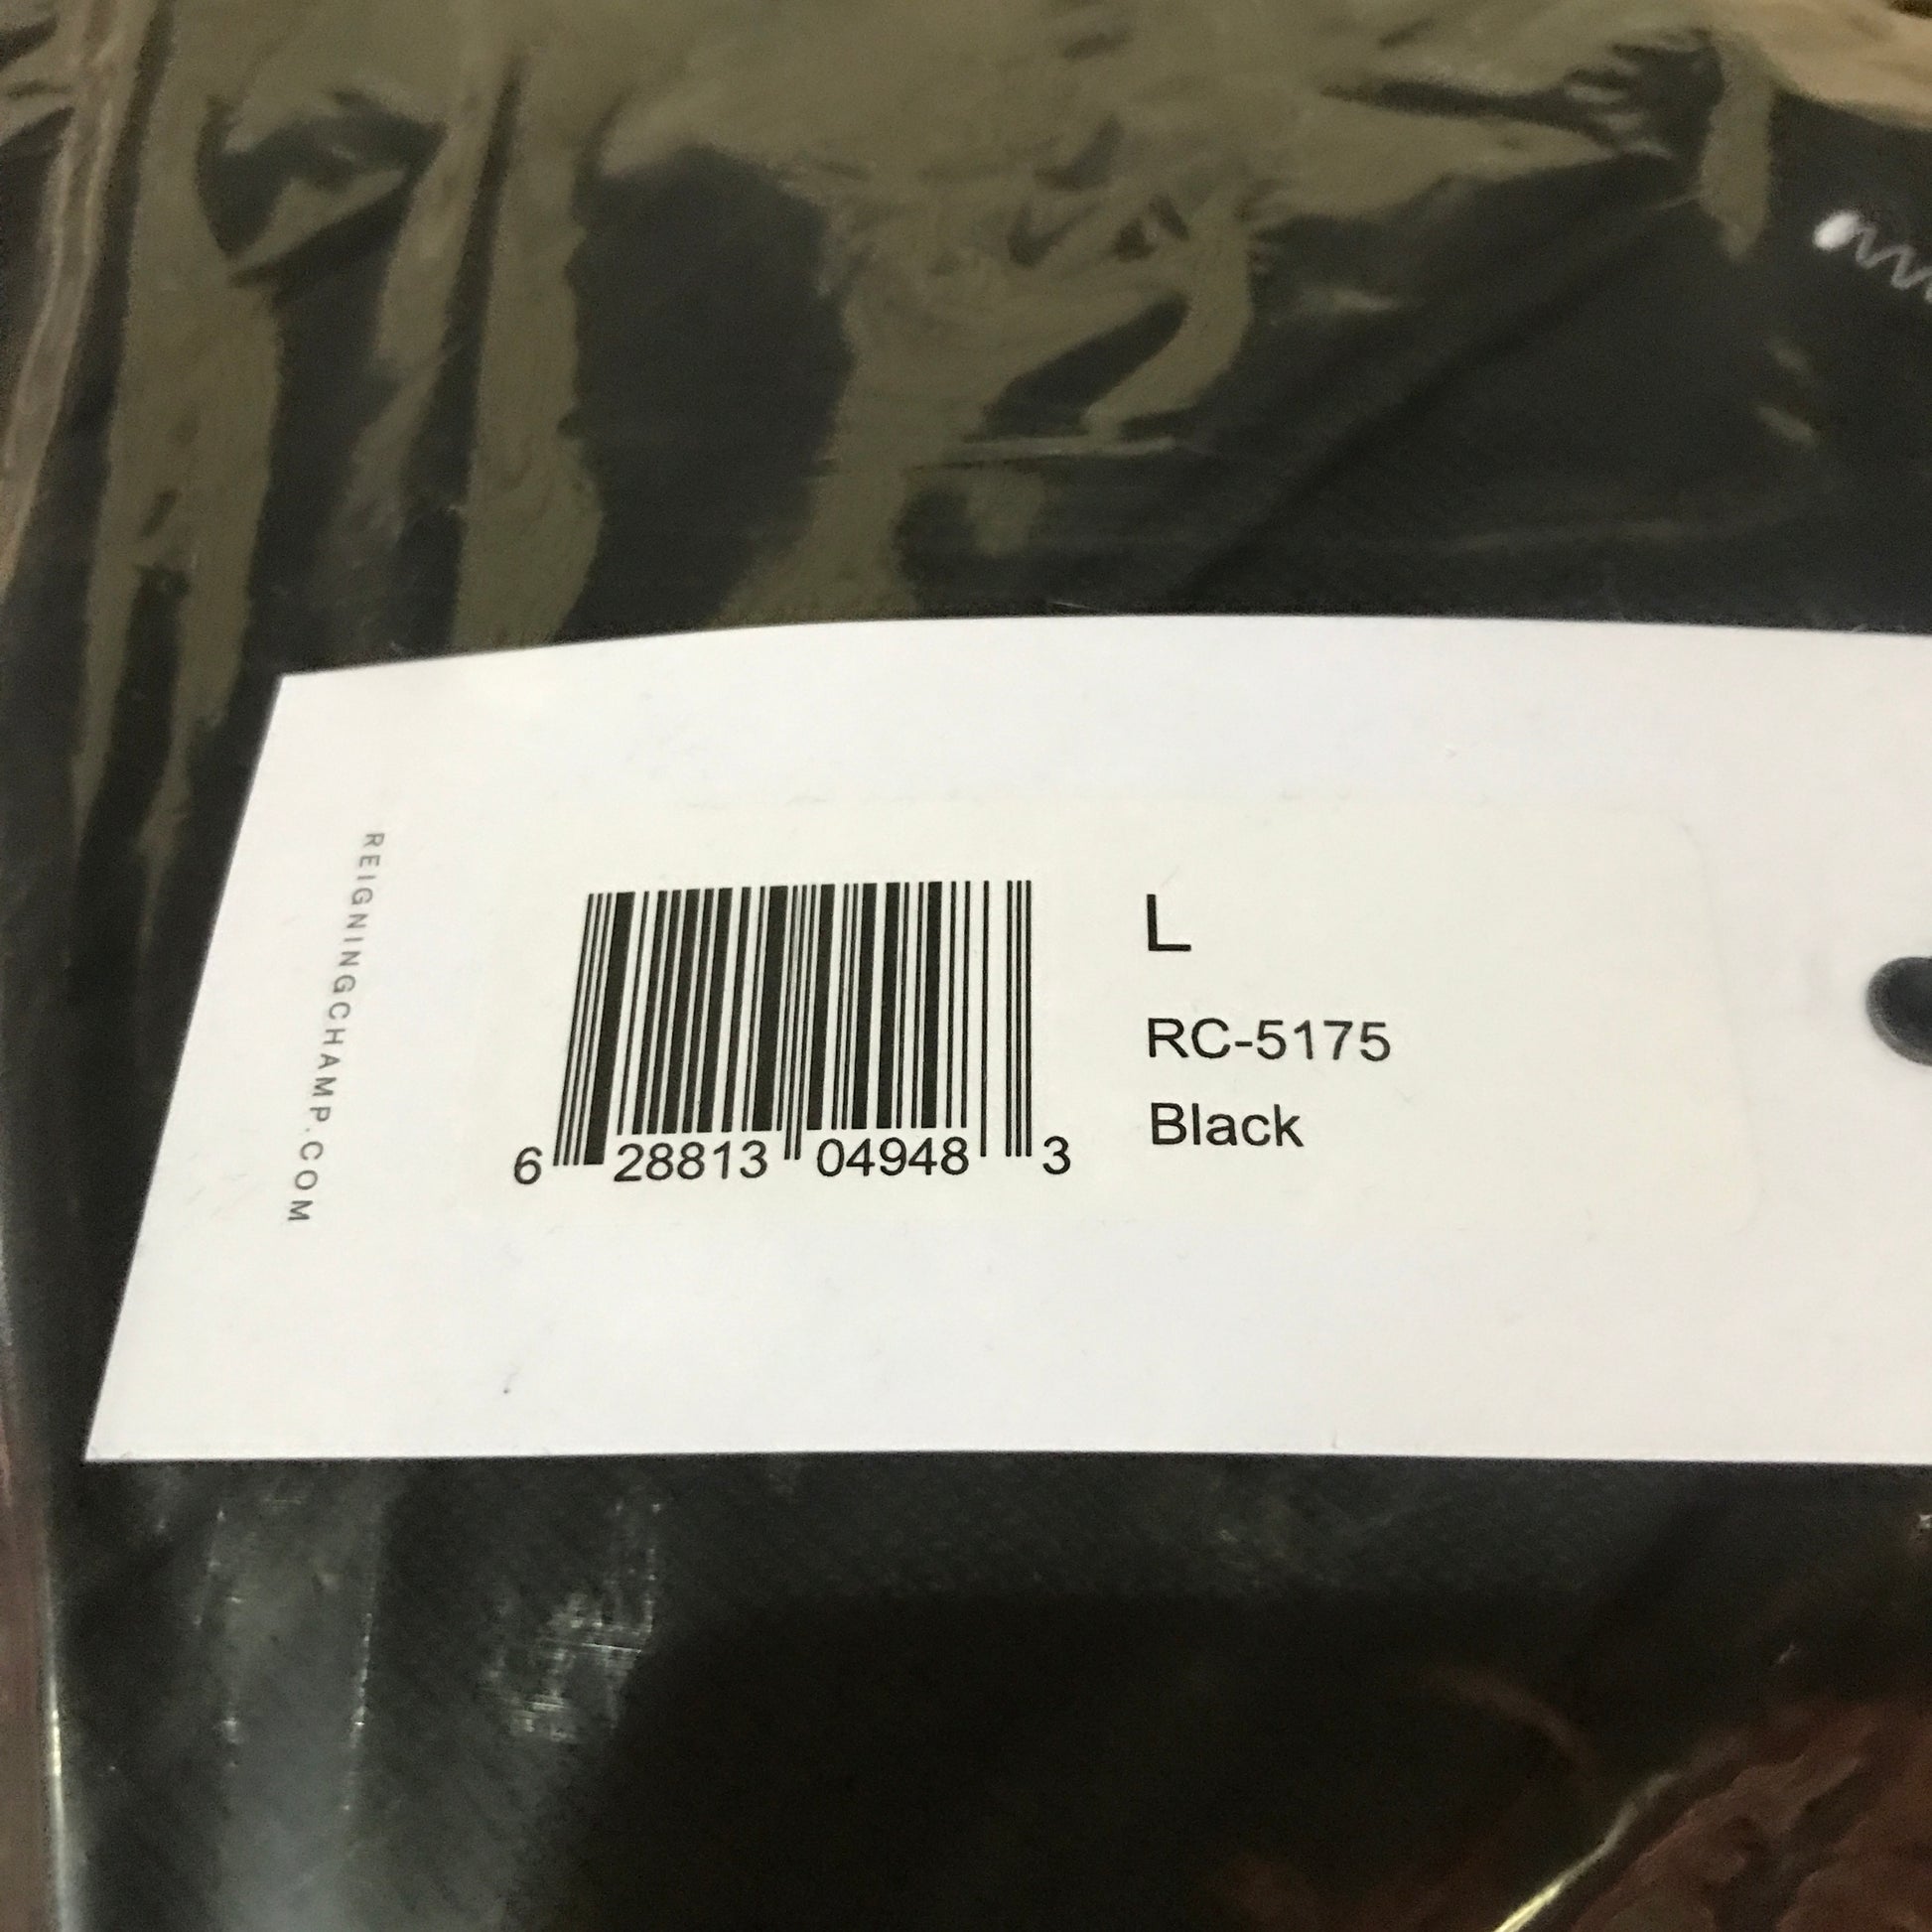 REIGNINGCHAMP.COM
6 28813 04948 3
L
RC-5175
Black